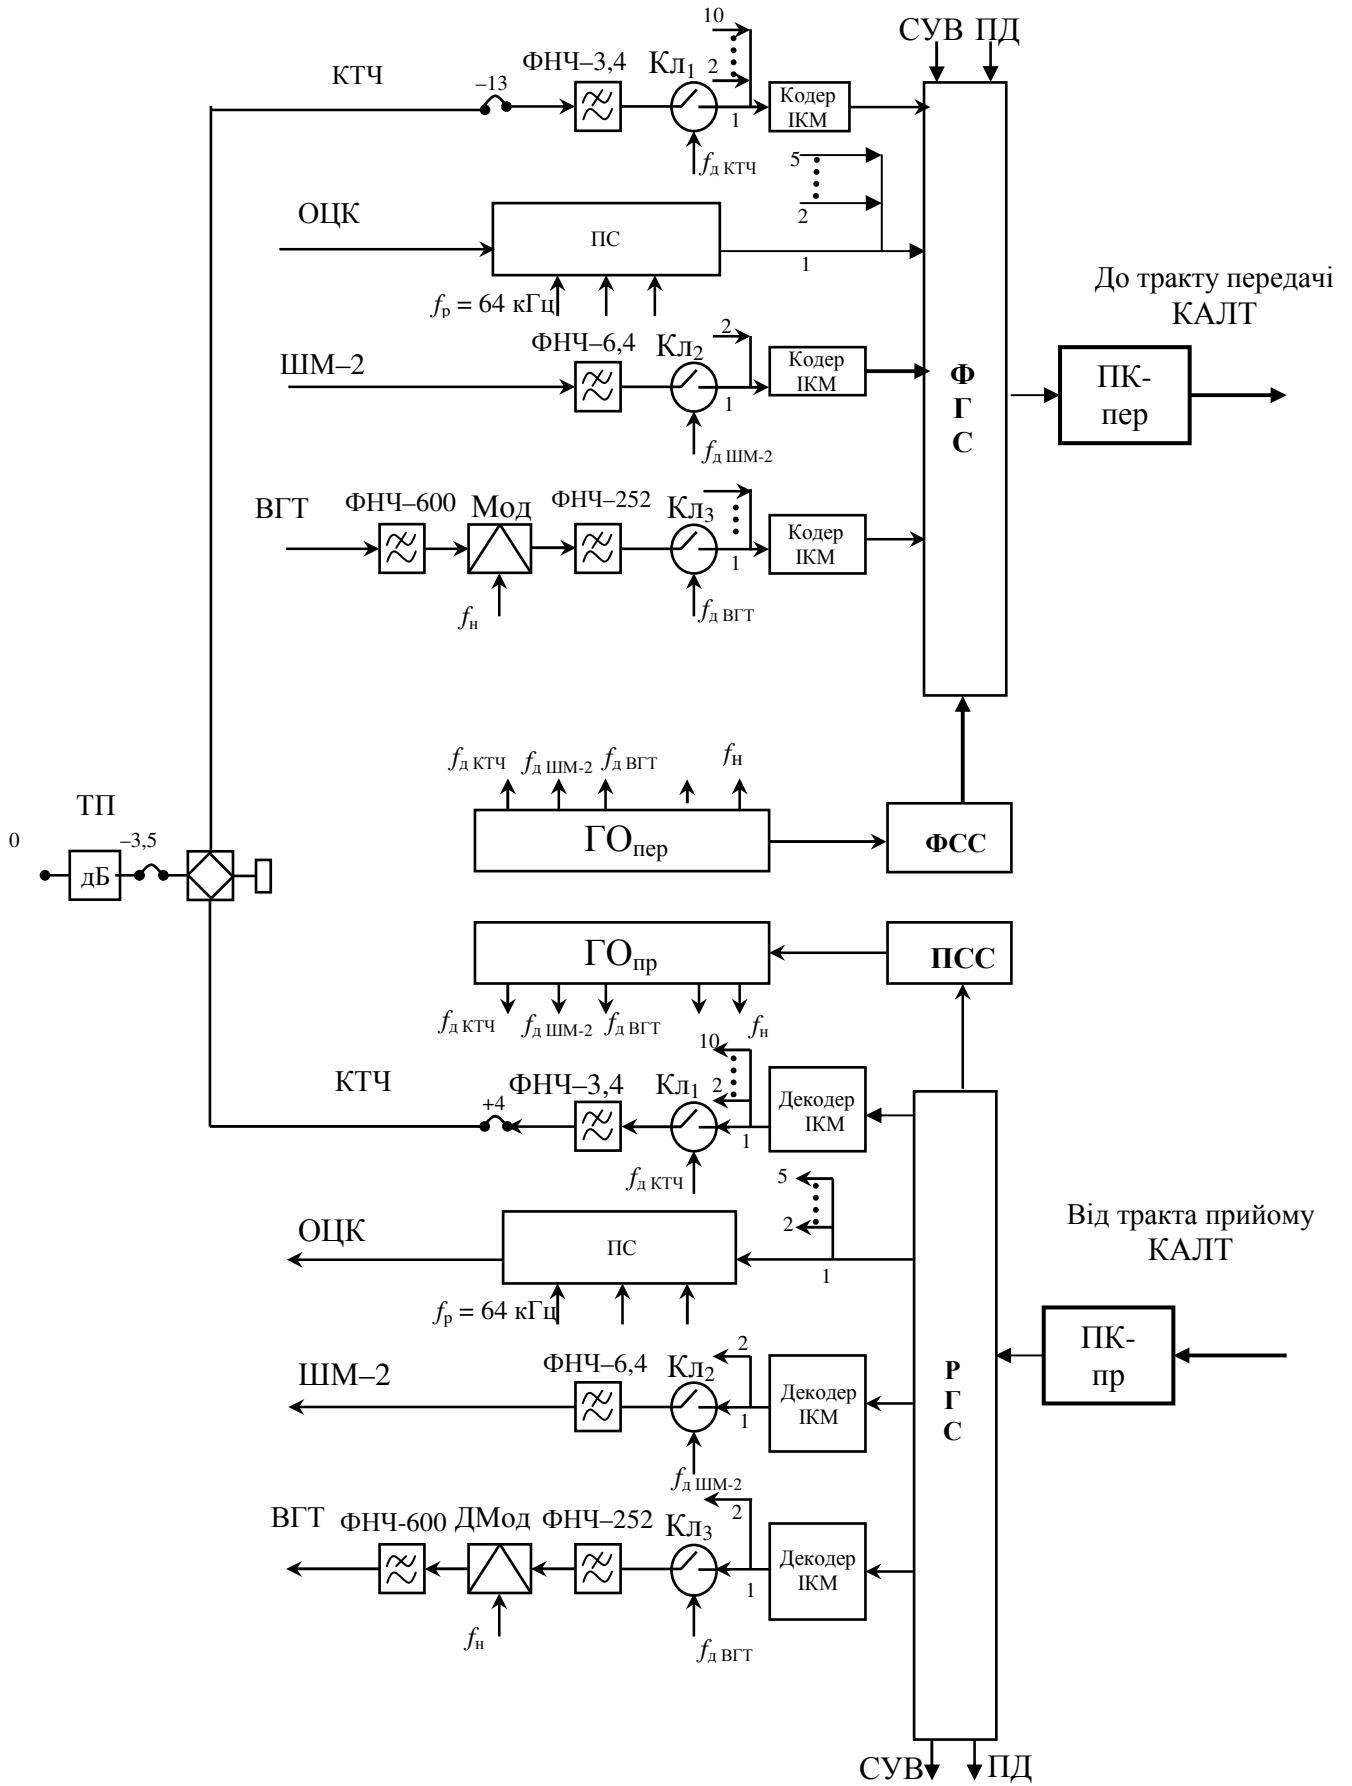 СУВ ПД
10
КТЧ
–13
ФНЧ–3,4
Кл1
2
1
Кодер
ІКМ
fд КТЧ
5
2
ОЦК
ПС
1
fр = 64 кГц
До тракту передачі
КАЛТ
ШМ–2
ФНЧ–6,4
Кл2
2
1
Кодер
ІКМ
fд ШМ-2
Ф
Г
С
ПК-
пер
ВГТ
ФНЧ–600
Мод
ФНЧ–252
Кл3
1
Кодер
ІКМ
fн
fд ВГТ
fд КТЧ
fд ШМ-2
fд ВГТ
fн
ТП
0
–3,5
дБ
ГОпер
ФСС
ГОпр
ПСС
fд КТЧ
fд ШМ-2
fд ВГТ
fн
10
КТЧ
+4
ФНЧ–3,4
Кл1
2
1
Декодер
ІКМ
fд КТЧ
5
2
ОЦК
ПС
1
fр = 64 кГц
Від тракта прийому
КАЛТ
ШМ–2
ФНЧ–6,4
Кл2
2
1
Декодер
ІКМ
fд ШМ-2
Р
Г
С
ПК-
пр
ВГТ
ФНЧ-600
ДМод
ФНЧ–252
Кл3
2
1
Декодер
ІКМ
fн
fд ВГТ
СУВ ПД